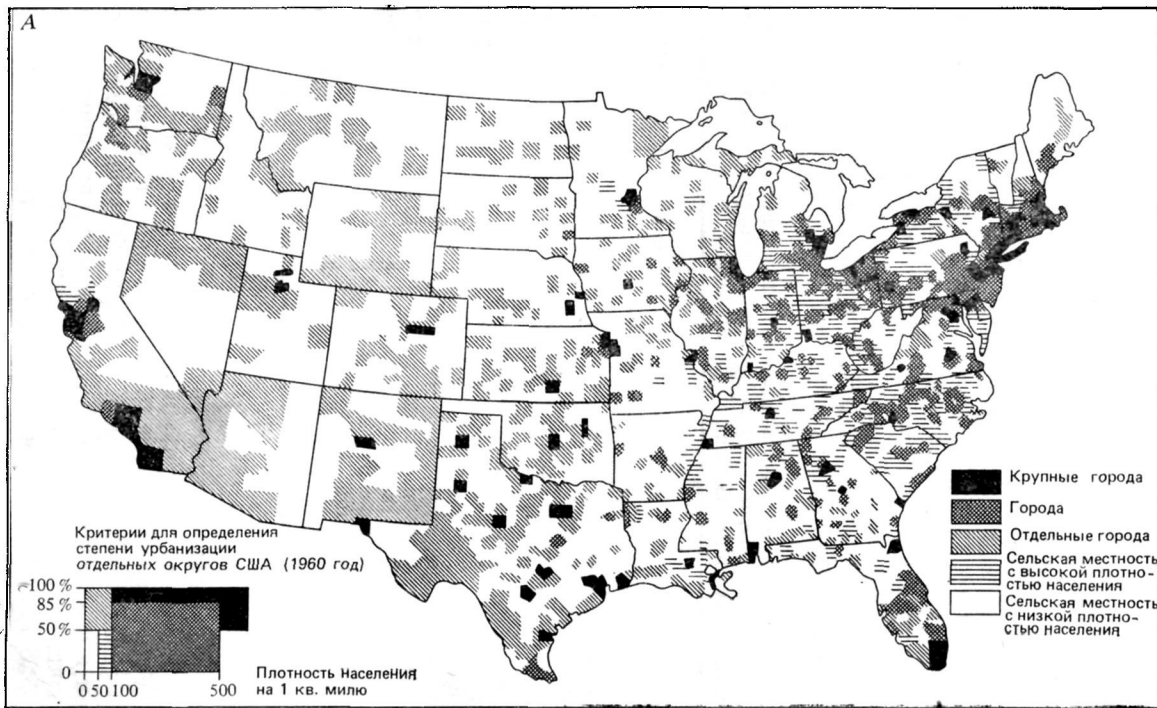 A
Крупные города
Города
Отдельные города
Сельская местность
с высокой плотно-
стью населения
Сельская местность
с низкой плотно-
стью населения
Критерии для определения
степени урбанизации
отдельных округов США (1960 год)
100 %
85 %
50 %
0
0 50 100 500
Плотность населения
на 1 кв. милю